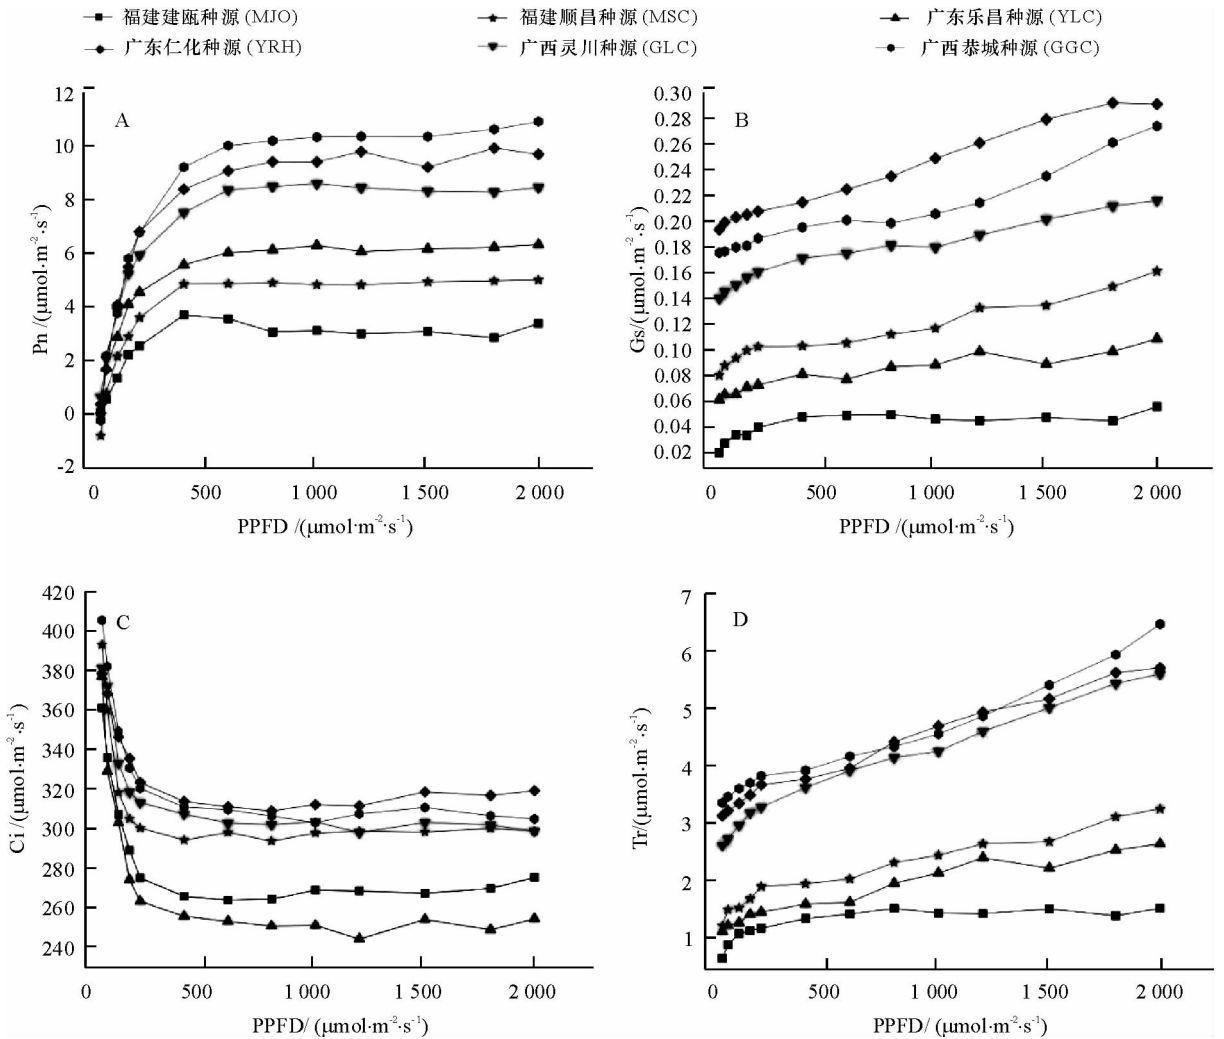 福建建瓯种源 (MJO) 福建顺昌种源 (MSC) 广东乐昌种源 (YLC)
广东仁化种源 (YRH) 广西灵川种源 (GLC) 广西恭城种源 (GGC)
A
Pn /(μmol·m⁻²·s⁻¹)
12
10
8
6
4
2
0
-2
0 500 1 000 1 500 2 000
PPFD /(μmol·m⁻²·s⁻¹)
B
Gs/(μmol·m⁻²·s⁻¹)
0.30
0.28
0.26
0.24
0.22
0.20
0.18
0.16
0.14
0.12
0.10
0.08
0.06
0.04
0.02
0 500 1 000 1 500 2 000
PPFD /(μmol·m⁻²·s⁻¹)
C
Ci /(μmol·m⁻²·s⁻¹)
420
400
380
360
340
320
300
280
260
240
0 500 1 000 1 500 2 000
PPFD/ (μmol·m⁻²·s⁻¹)
D
Tr/(μmol·m⁻²·s⁻¹)
7
6
5
4
3
2
1
0 500 1 000 1 500 2 000
PPFD/ (μmol·m⁻²·s⁻¹)